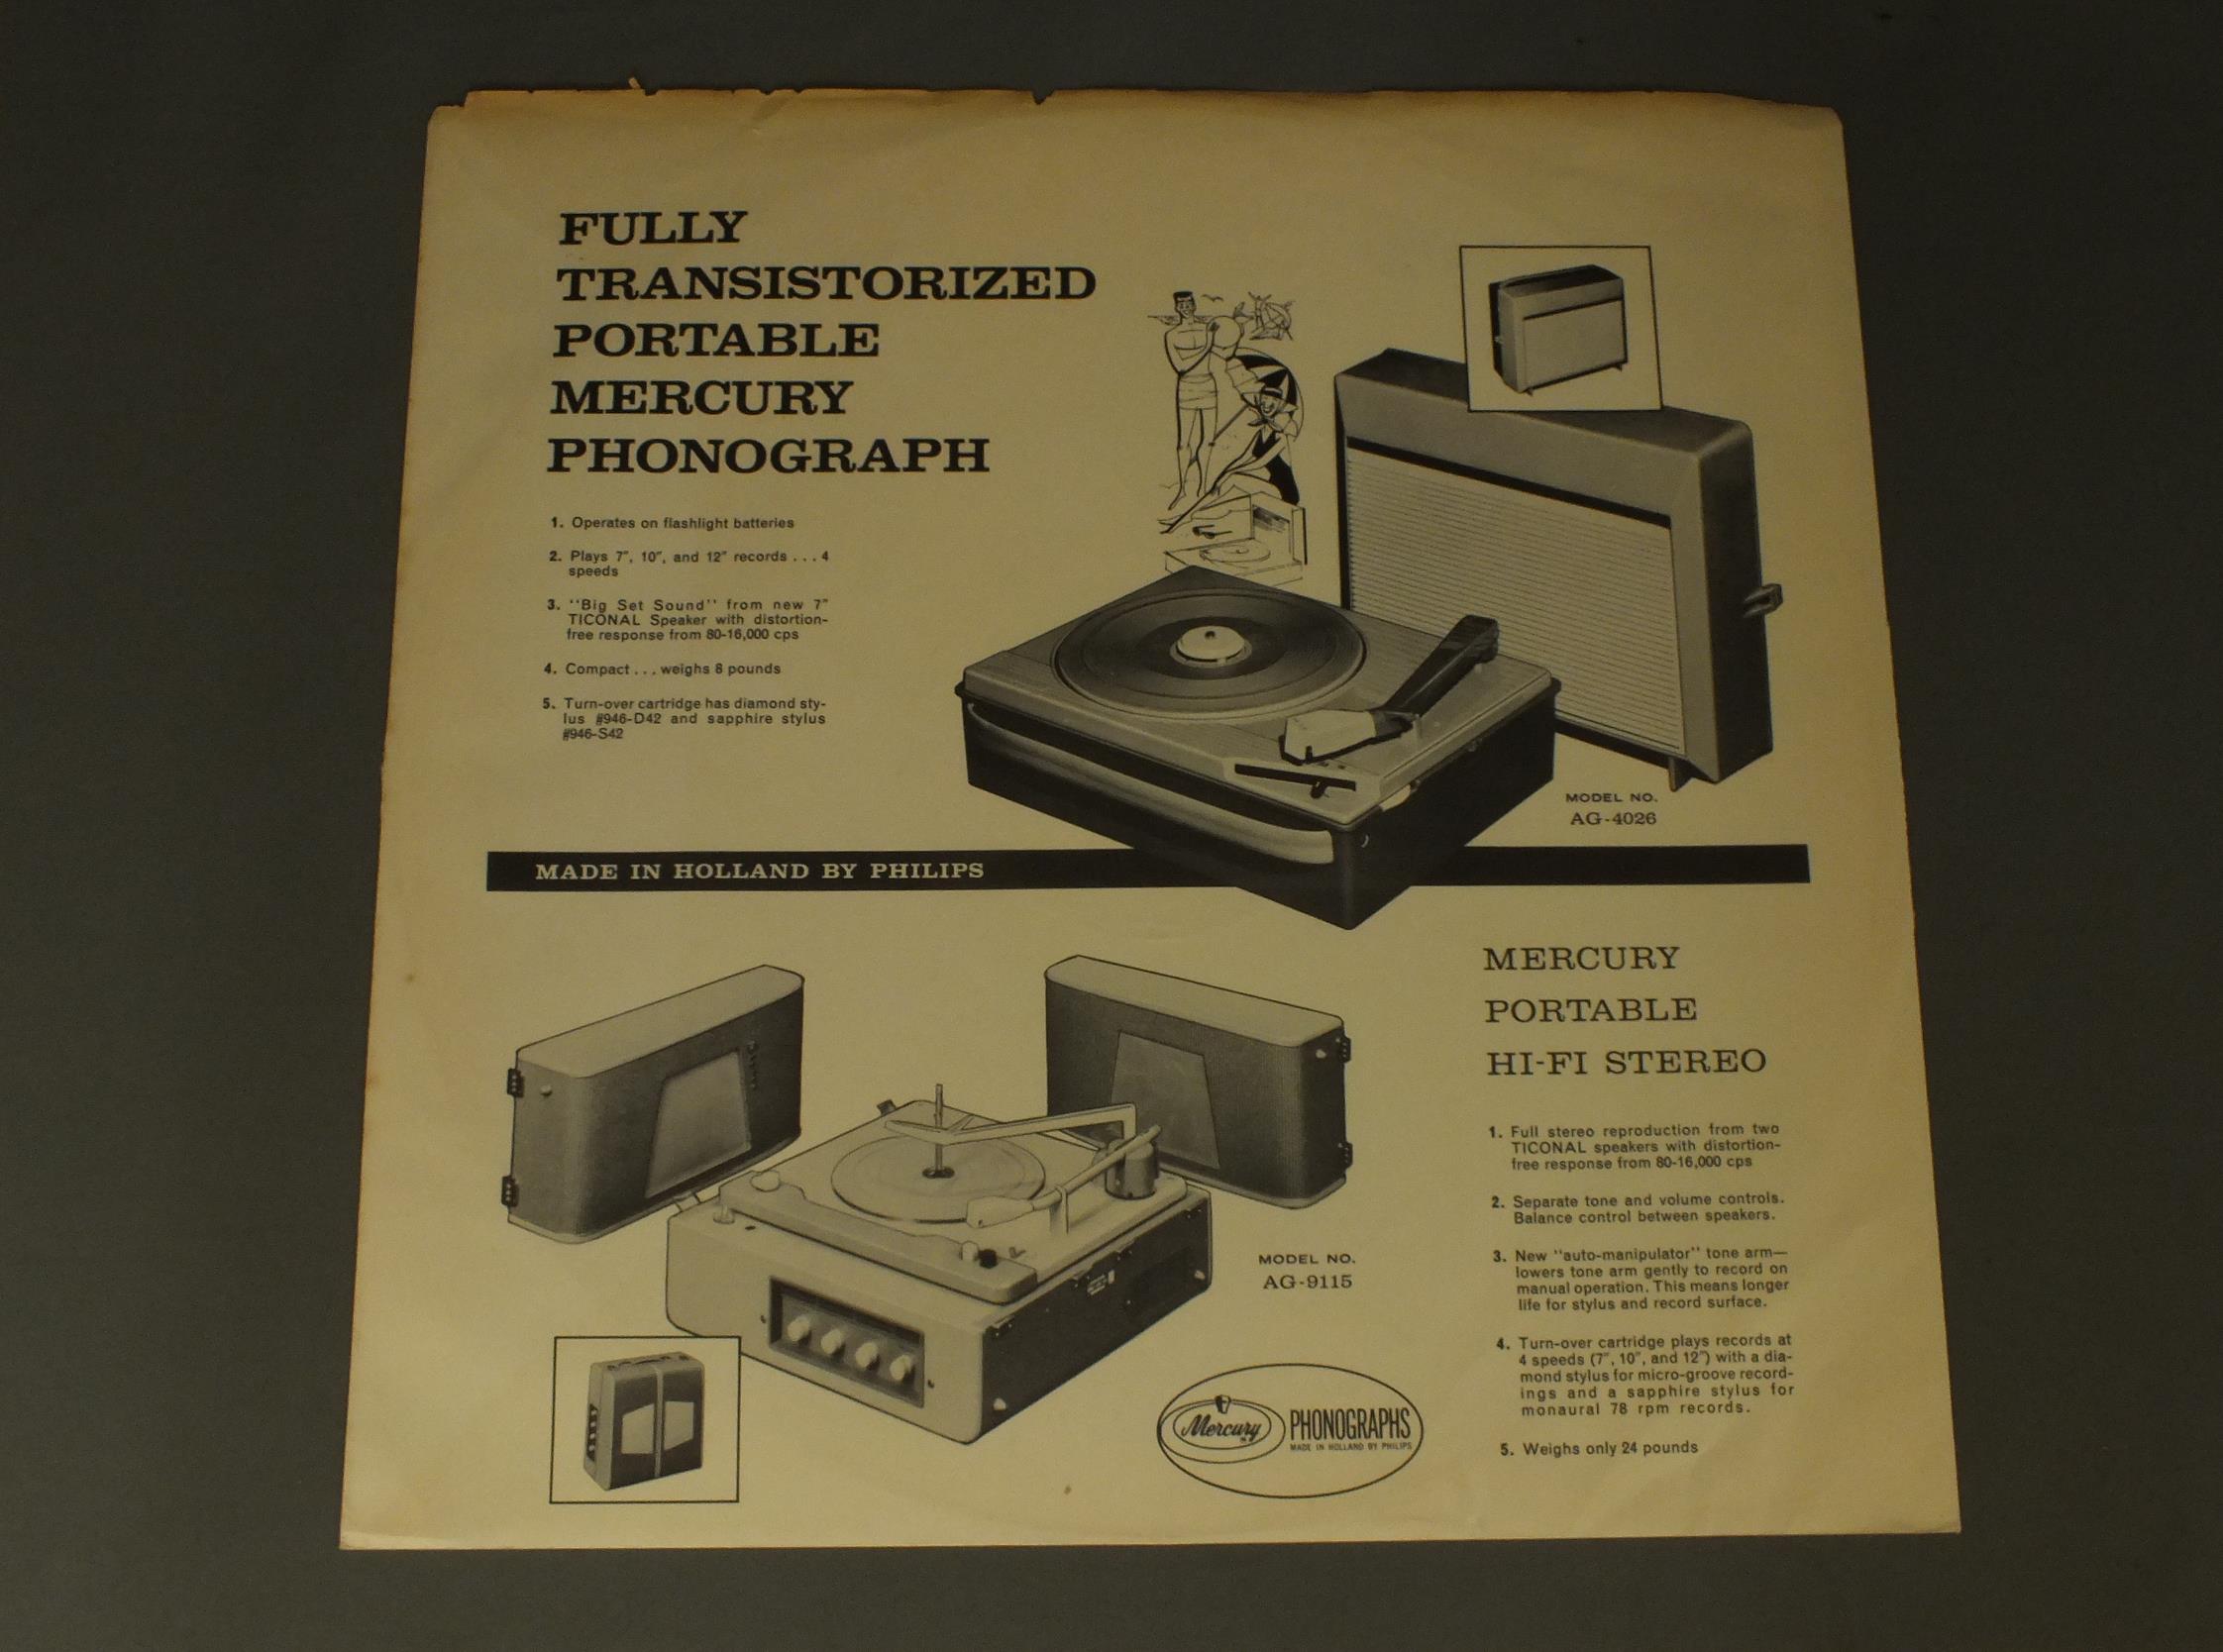 FULLY
TRANSISTORIZED
PORTABLE
MERCURY
PHONOGRAPH
1. Operates on flashlight batteries
2. Plays 7", 10", and 12" records . . . 4
speeds
3. "Big Set Sound" from new 7"
TICONAL Speaker with distortion-
free response from 80-16,000 cps
4. Compact . . . weighs 8 pounds
5. Turn-over cartridge has diamond sty-
lus #946-D42 and sapphire stylus
#946-S42
MODEL NO.
AG-4026
MADE IN HOLLAND BY PHILIPS
MERCURY
PORTABLE
HI-FI STEREO
1. Full stereo reproduction from two
TICONAL speakers with distortion-
free response from 80-16,000 cps
2. Separate tone and volume controls.
Balance control between speakers.
3. New "auto-manipulator" tone arm—
lowers tone arm gently to record on
manual operation. This means longer
life for stylus and record surface.
4. Turn-over cartridge plays records at
4 speeds (7", 10", and 12") with a dia-
mond stylus for micro-groove record-
ings and a sapphire stylus for
monaural 78 rpm records.
5. Weighs only 24 pounds
MODEL NO.
AG-9115
Mercury
PHONOGRAPHS
MADE IN HOLLAND BY PHILIPS